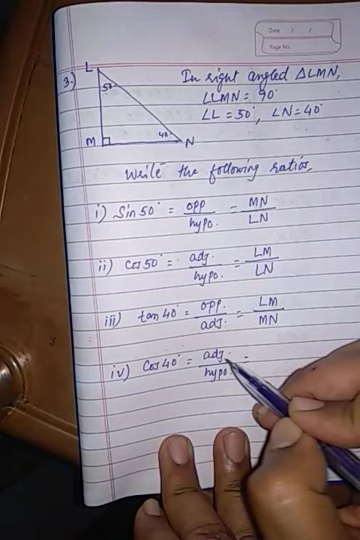 Date / /
Page No.
3.
L
50°
M
40°
N
In right angled △LMN,
∠LMN = 90°
∠L = 50°, ∠N = 40°
Write the following ratios.
i) Sin 50° = opp/hypo. = MN/LN
ii) cos 50° = adj./hypo. = LM/LN
iii) tan 40° = opp./adj. = LM/MN
iv) Cos 40° = adj./hypo =